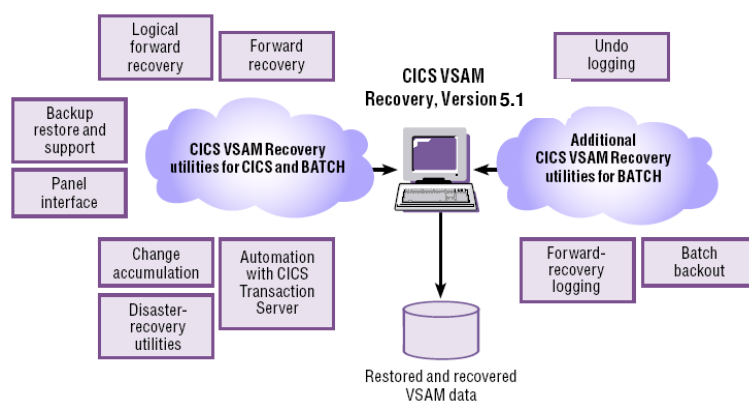 Logical
forward
recovery
Forward
recovery
CICS VSAM
Recovery, Version 5.1
Undo
logging
Backup
restore and
support
Panel
interface
CICS VSAM Recovery
utilities for CICS and BATCH
Additional
CICS VSAM Recovery
utilities for BATCH
Change
accumulation
Disaster-
recovery
utilities
Automation
with CICS
Transaction
Server
Forward-
recovery
logging
Batch
backout
Restored and recovered
VSAM data